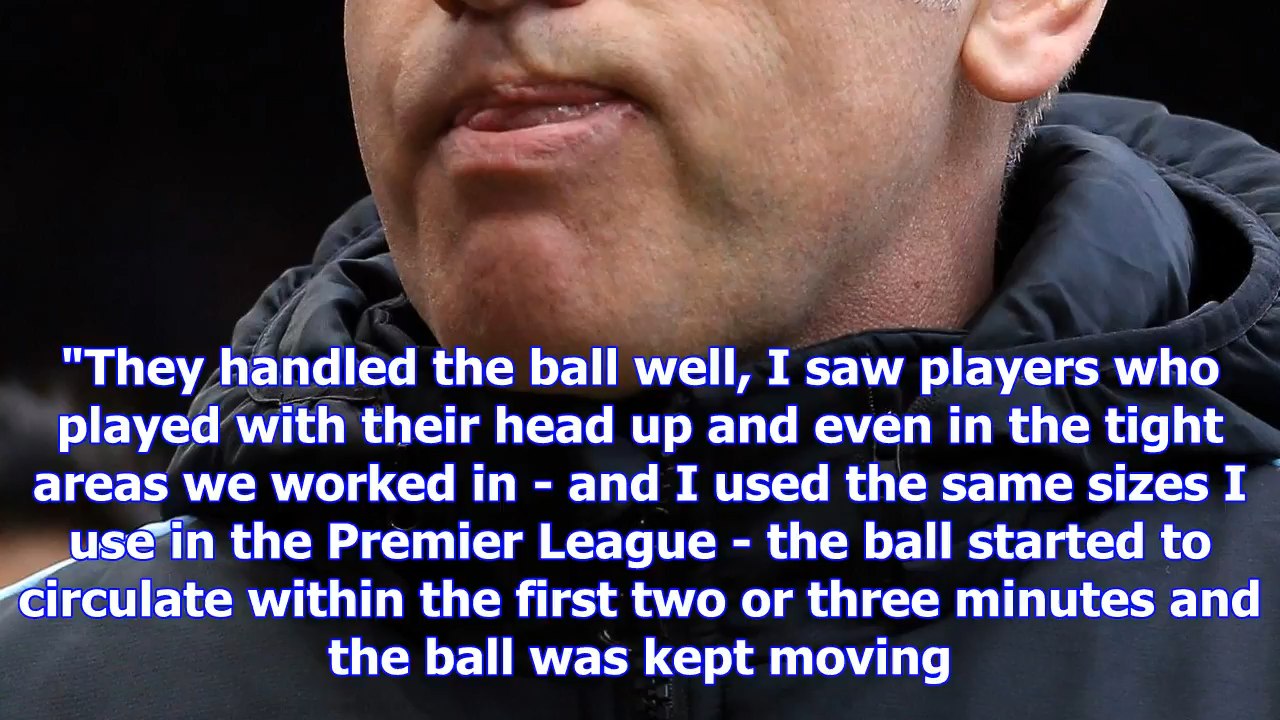 "They handled the ball well, I saw players who
played with their head up and even in the tight
areas we worked in - and I used the same sizes I
use in the Premier League - the ball started to
circulate within the first two or three minutes and
the ball was kept moving